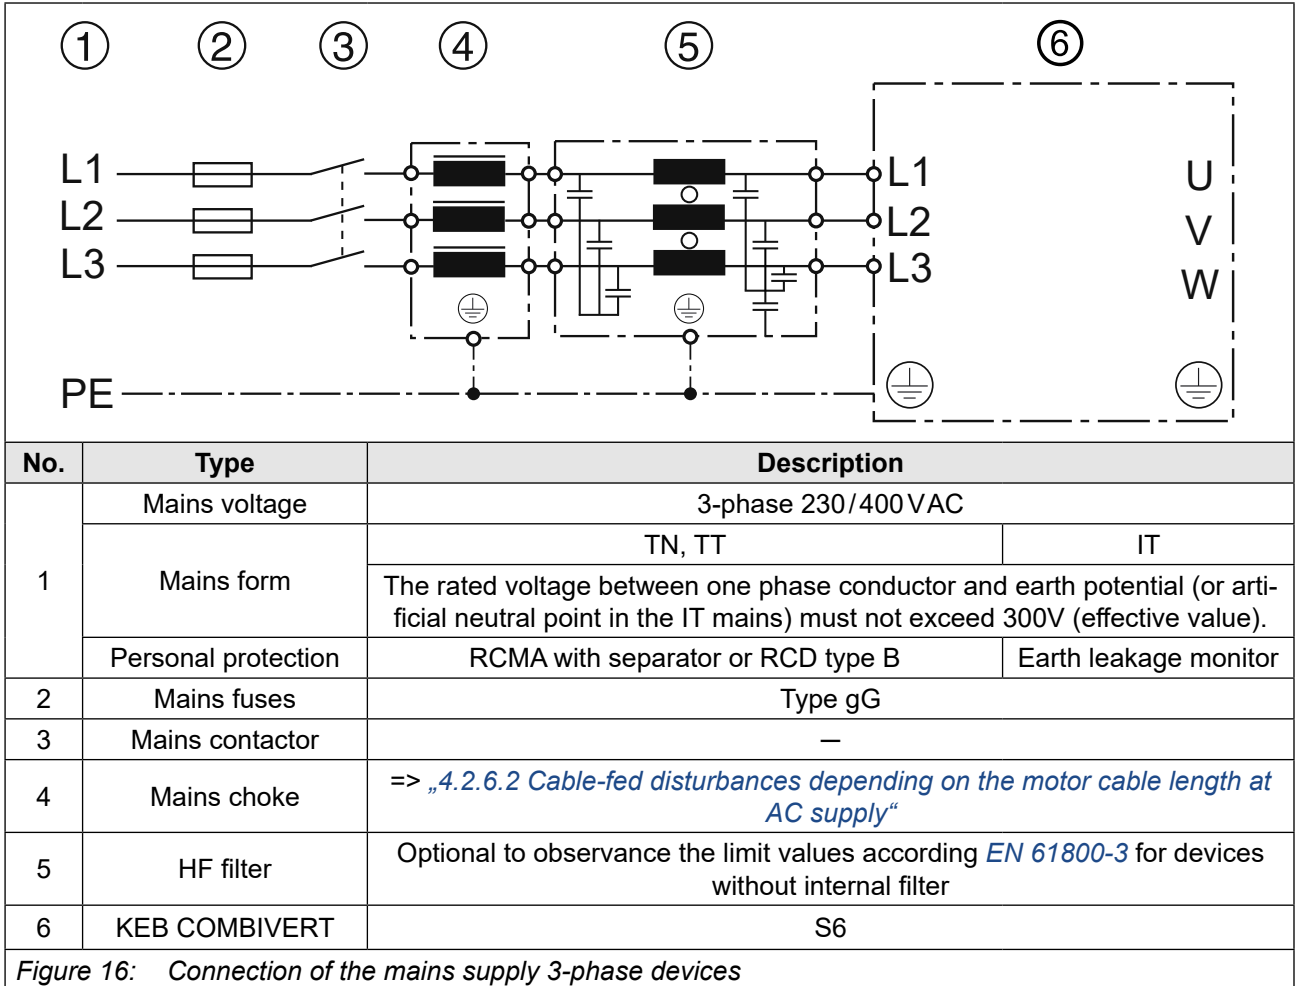 1 2 3 4 5 6
L1 L1 U
L2 L2 V
L3 L3 W
PE
No. Type Description
1 Mains voltage 3-phase 230/400VAC
Mains form TN, TT IT
The rated voltage between one phase conductor and earth potential (or arti-
ficial neutral point in the IT mains) must not exceed 300V (effective value).
Personal protection RCMA with separator or RCD type B Earth leakage monitor
2 Mains fuses Type gG
3 Mains contactor –
4 Mains choke => „4.2.6.2 Cable-fed disturbances depending on the motor cable length at
AC supply“
5 HF filter Optional to observance the limit values according EN 61800-3 for devices
without internal filter
6 KEB COMBIVERT S6
Figure 16: Connection of the mains supply 3-phase devices